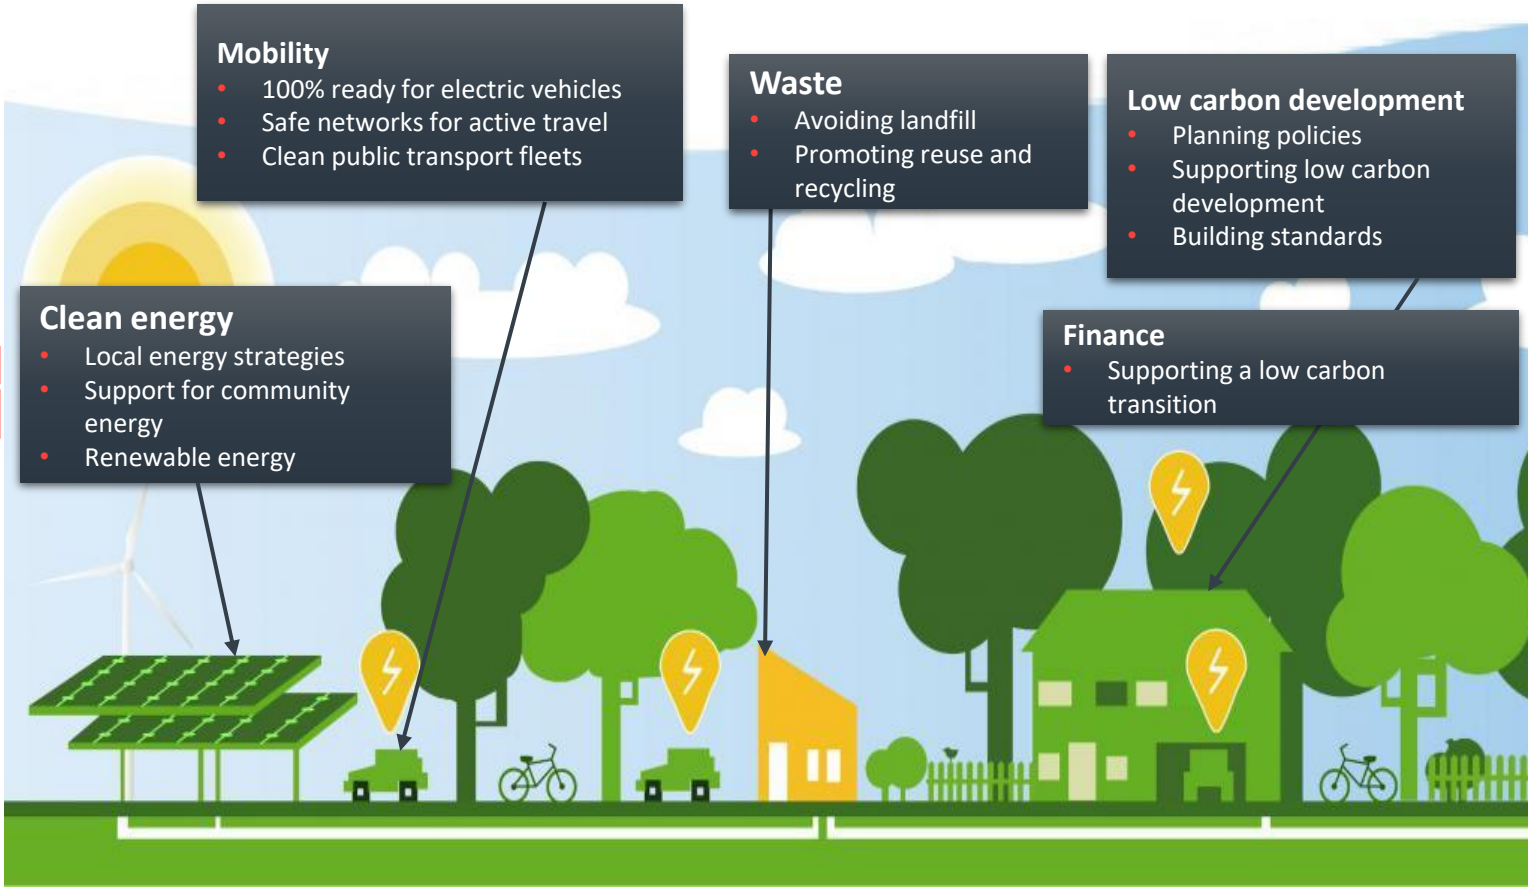 Mobility
• 100% ready for electric vehicles
• Safe networks for active travel
• Clean public transport fleets
Waste
• Avoiding landfill
• Promoting reuse and
recycling
Low carbon development
• Planning policies
• Supporting low carbon
development
• Building standards
Clean energy
• Local energy strategies
• Support for community
energy
• Renewable energy
Finance
• Supporting a low carbon
transition